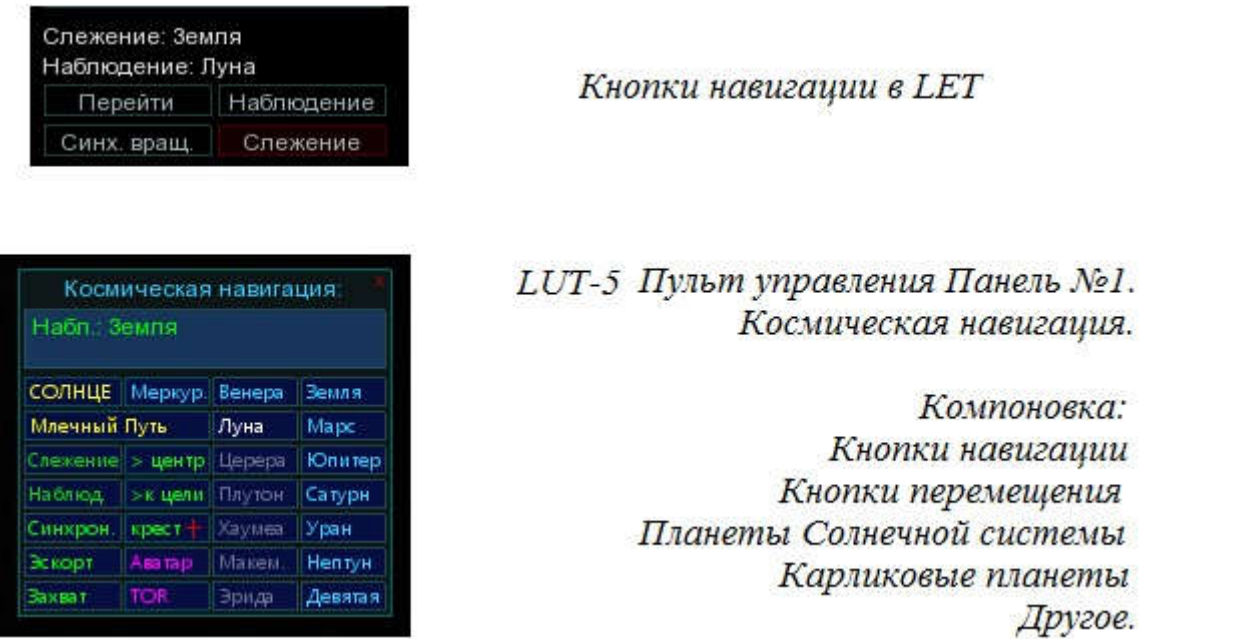 Слежение: Земля
Наблюдение: Луна
Перейти Наблюдение
Синх. вращ. Слежение
Кнопки навигации в LET
Космическая навигация: x
Набл.: Земля
СОЛНЦЕ Меркур. Венера Земля
Млечный Путь Луна Марс
Слежение > центр Церера Юпитер
Наблюд. >к цели Плутон Сатурн
Синхрон. крест + Хаумеа Уран
Эскорт Аватар Макем. Нептун
Захват TOR Эрида Девятая
LUT-5 Пульт управления Панель №1.
Космическая навигация.
Компоновка:
Кнопки навигации
Кнопки перемещения
Планеты Солнечной системы
Карликовые планеты
Другое.